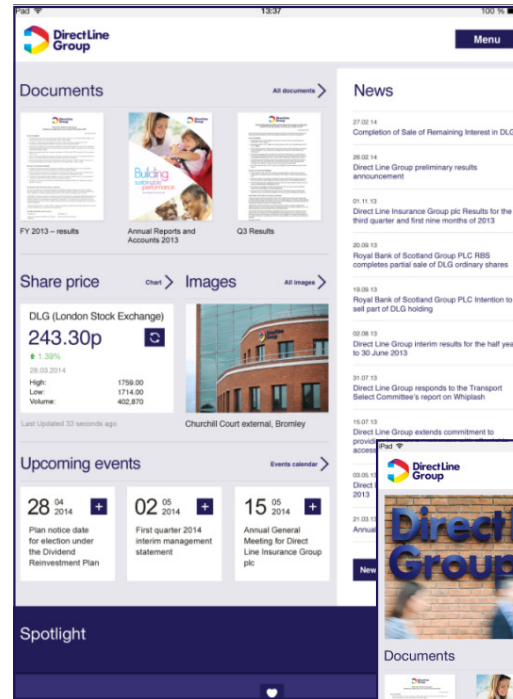 iPad
13:37
100 %
DirectLine
Group
Menu
Documents
All documents
Building
sustainable
performance
FY 2013 – results
Annual Reports and
Accounts 2013
Q3 Results
Share price
Chart
DLG (London Stock Exchange)
243.30p
1.39%
28.03.2014
High: 1759.00
Low: 1714.00
Volume: 402,870
Last Updated 33 seconds ago
Images
All images
Churchill Court external, Bromley
Upcoming events
Events calendar
28 04 2014
Plan notice date
for election under
the Dividend
Reinvestment Plan
02 05 2014
First quarter 2014
interim management
statement
15 05 2014
Annual General
Meeting for Direct
Line Insurance Group
plc
Spotlight
News
27.02.14
Completion of Sale of Remaining Interest in DLG
26.02.14
Direct Line Group preliminary results
announcement
01.11.13
Direct Line Insurance Group plc Results for the
third quarter and first nine months of 2013
20.09.13
Royal Bank of Scotland Group PLC RBS
completes partial sale of DLG ordinary shares
19.09.13
Royal Bank of Scotland Group PLC Intention to
sell part of DLG holding
02.08.13
Direct Line Group interim results for the half year
to 30 June 2013
31.07.13
Direct Line Group responds to the Transport
Select Committee's report on Whiplash
15.07.13
Direct Line Group extends commitment to
03.05.13
Direct
2013
21.03.13
Annual
New
iPad
DirectLine
Group
Direct
Group
Documents